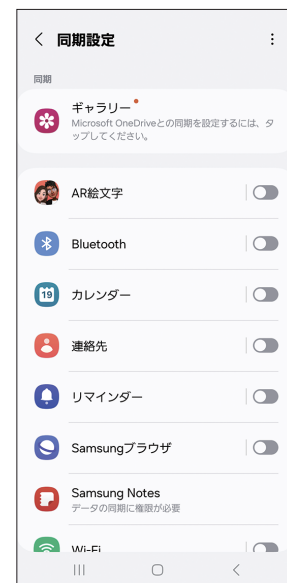 同期設定
同期
ギャラリー
Microsoft OneDriveとの同期を設定するには、タ
ップしてください。
AR絵文字
Bluetooth
19
カレンダー
連絡先
リマインダー
Samsungブラウザ
Samsung Notes
データの同期に権限が必要
Wi-Fi